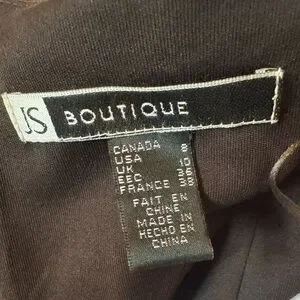 JS BOUTIQUE
CANADA 8
USA
UK 10
EEC 36
FRANCE 38
FAIT EN
CHINE
MADE IN
HECHO EN
CHINA